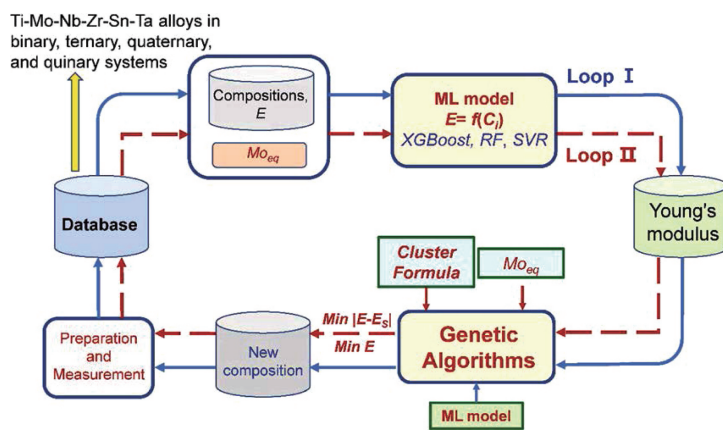 Ti-Mo-Nb-Zr-Sn-Ta alloys in
binary, ternary, quaternary,
and quinary systems
Compositions,
E
Mo_eq
ML model
E= f(C_i)
XGBoost, RF, SVR
Loop I
Loop II
Database
Young's
modulus
Cluster
Formula
Mo_eq
Preparation
and
Measurement
New
composition
Min |E-E_S|
Min E
Genetic
Algorithms
ML model